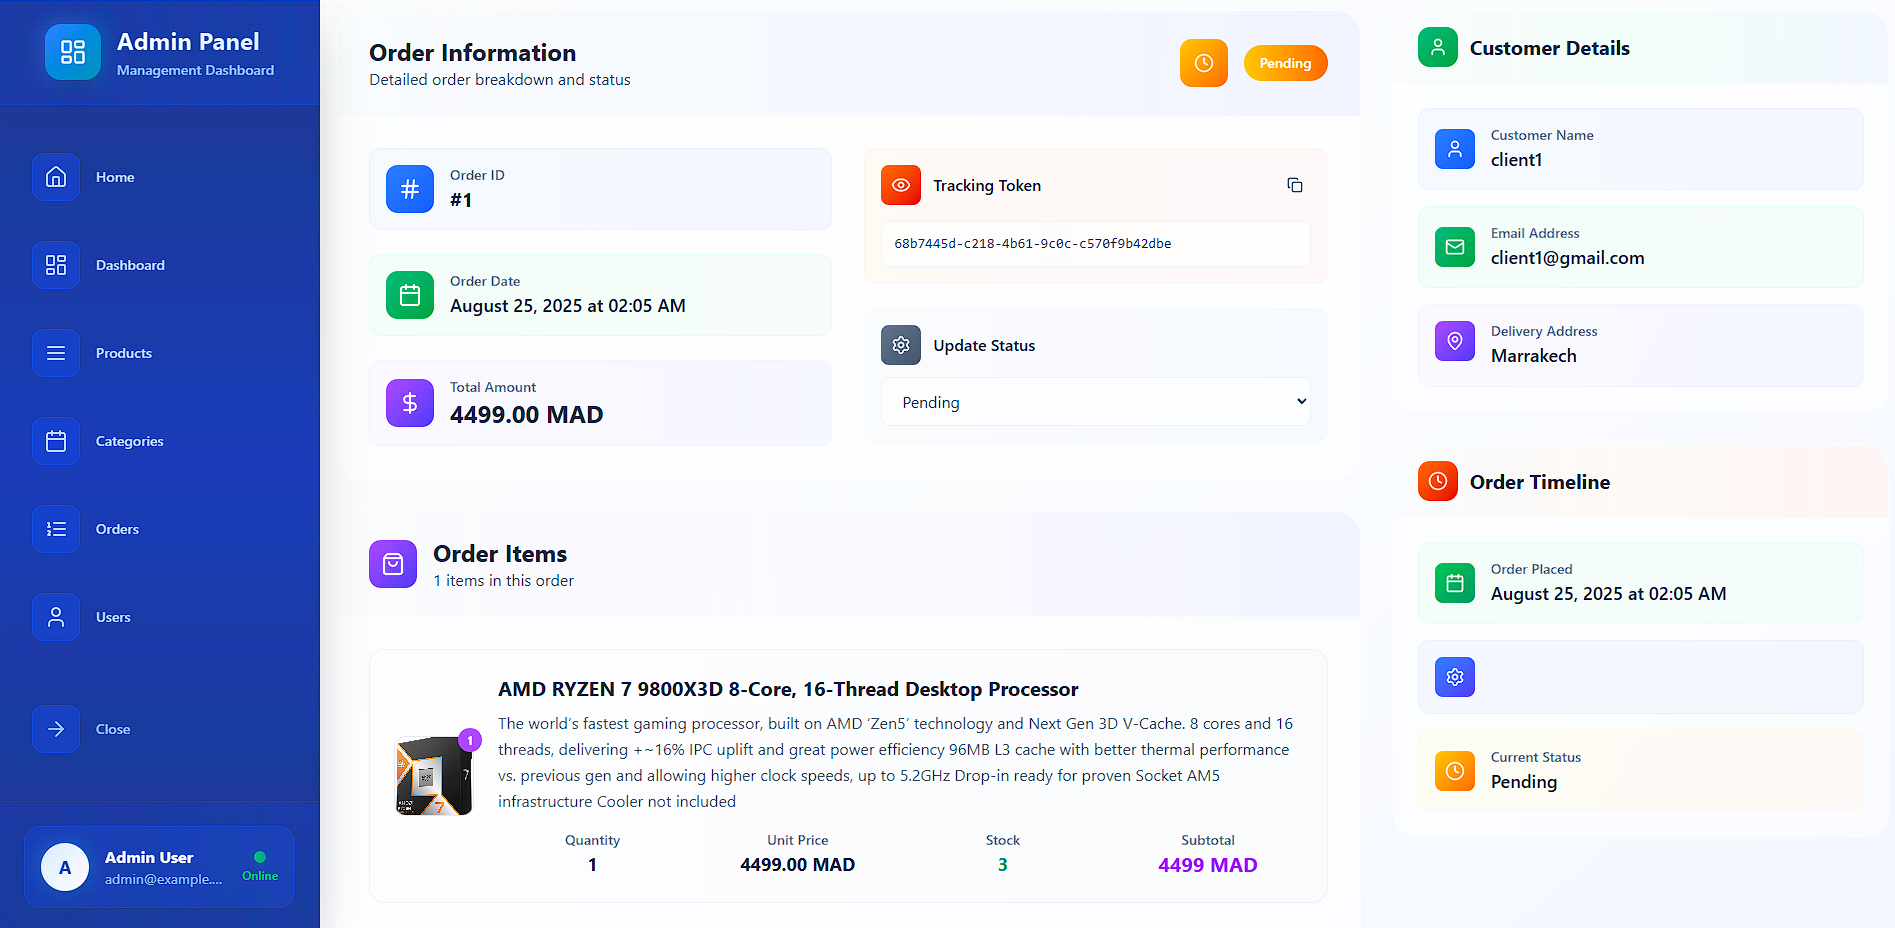 Admin Panel
Management Dashboard
Home
Dashboard
Products
Categories
Orders
Users
Close
A
Admin User
admin@example....
Online
Order Information
Detailed order breakdown and status
Pending
Order ID
#1
Order Date
August 25, 2025 at 02:05 AM
Total Amount
4499.00 MAD
Tracking Token
68b7445d-c218-4b61-9c0c-c570f9b42dbe
Update Status
Pending
Order Items
1 items in this order
1
AMD RYZEN 7 9800X3D 8-Core, 16-Thread Desktop Processor
The world’s fastest gaming processor, built on AMD ‘Zen5’ technology and Next Gen 3D V-Cache. 8 cores and 16
threads, delivering +~16% IPC uplift and great power efficiency 96MB L3 cache with better thermal performance
vs. previous gen and allowing higher clock speeds, up to 5.2GHz Drop-in ready for proven Socket AM5
infrastructure Cooler not included
Quantity
1
Unit Price
4499.00 MAD
Stock
3
Subtotal
4499 MAD
Customer Details
Customer Name
client1
Email Address
client1@gmail.com
Delivery Address
Marrakech
Order Timeline
Order Placed
August 25, 2025 at 02:05 AM
Current Status
Pending